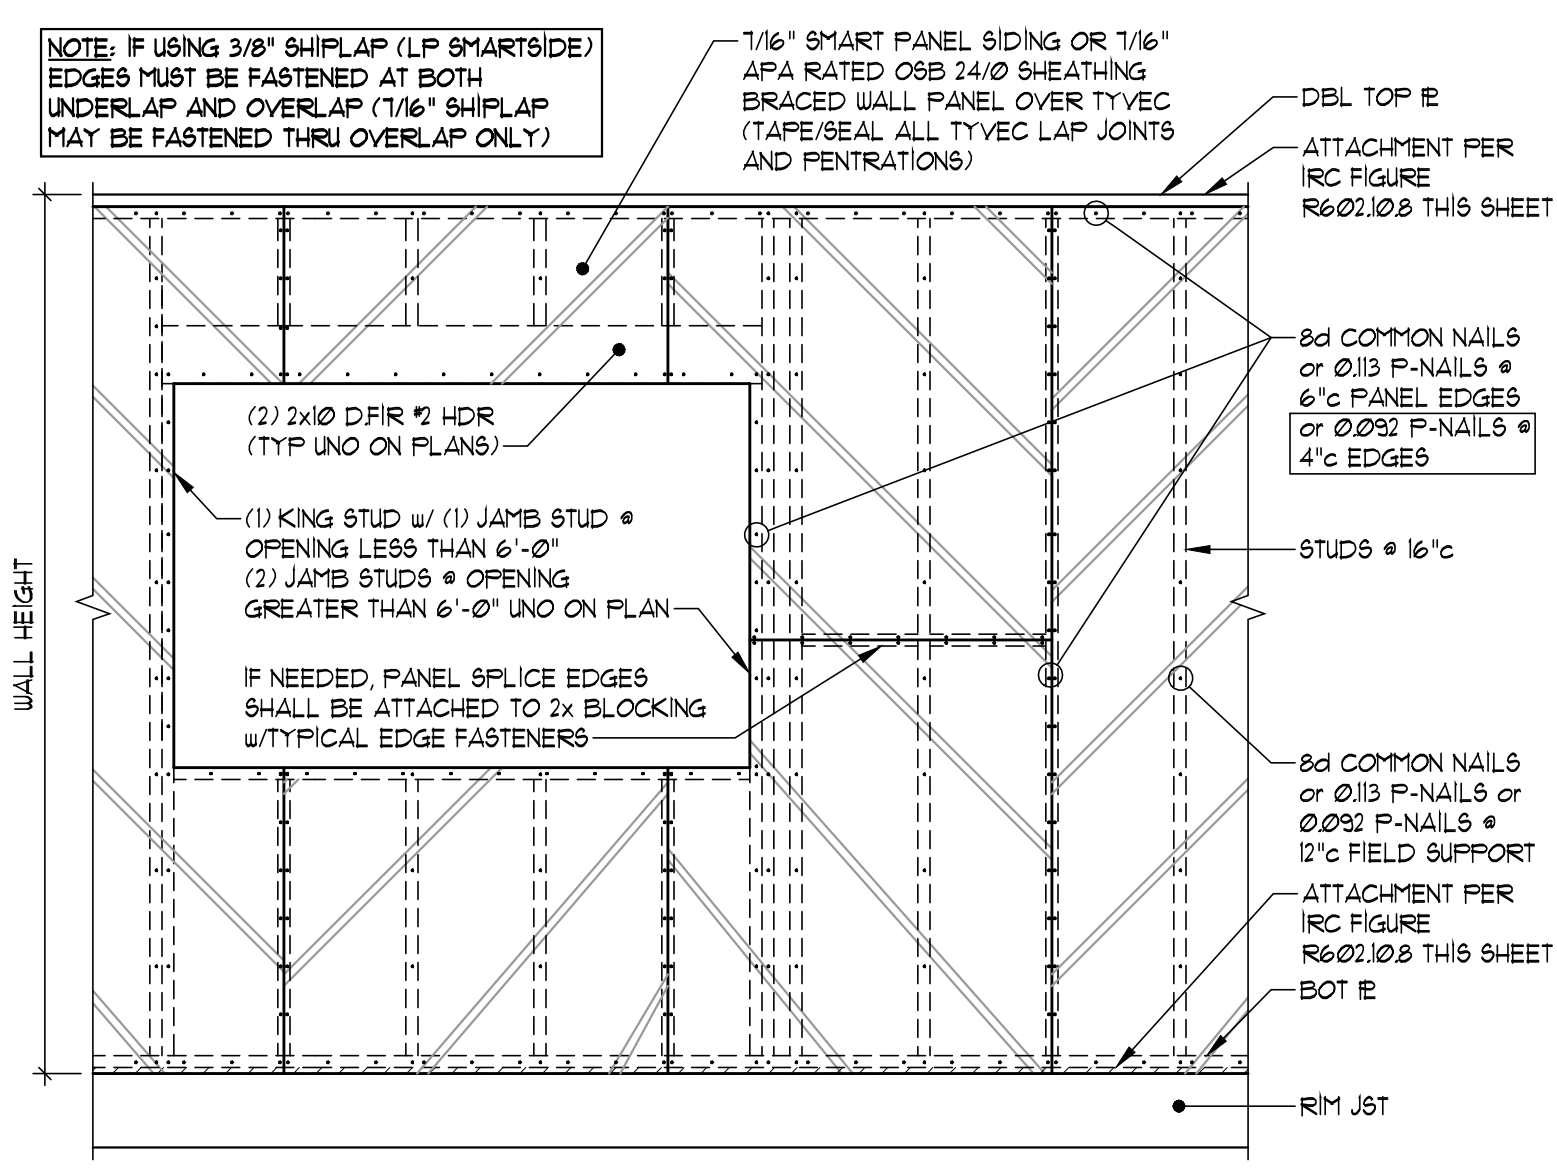 NOTE: IF USING 3/8" SHIPLAP (LP SMARTSIDE)
EDGES MUST BE FASTENED AT BOTH
UNDERLAP AND OVERLAP (7/16" SHIPLAP
MAY BE FASTENED THRU OVERLAP ONLY)
7/16" SMART PANEL SIDING OR 7/16"
APA RATED OSB 24/0 SHEATHING
BRACED WALL PANEL OVER TYVEC
(TAPE/SEAL ALL TYVEC LAP JOINTS
AND PENTRATIONS)
DBL TOP PL
ATTACHMENT PER
IRC FIGURE
R602.10.8 THIS SHEET
8d COMMON NAILS
or 0.113 P-NAILS @
6"c PANEL EDGES
or 0.092 P-NAILS @
4"c EDGES
(2) 2x10 D.FIR #2 HDR
(TYP UNO ON PLANS)
(1) KING STUD w/ (1) JAMB STUD @
OPENING LESS THAN 6'-0"
(2) JAMB STUDS @ OPENING
GREATER THAN 6'-0" UNO ON PLAN
IF NEEDED, PANEL SPLICE EDGES
SHALL BE ATTACHED TO 2x BLOCKING
w/TYPICAL EDGE FASTENERS
STUDS @ 16"c
WALL HEIGHT
8d COMMON NAILS
or 0.113 P-NAILS or
0.092 P-NAILS @
12"c FIELD SUPPORT
ATTACHMENT PER
IRC FIGURE
R602.10.8 THIS SHEET
BOT PL
RIM JST